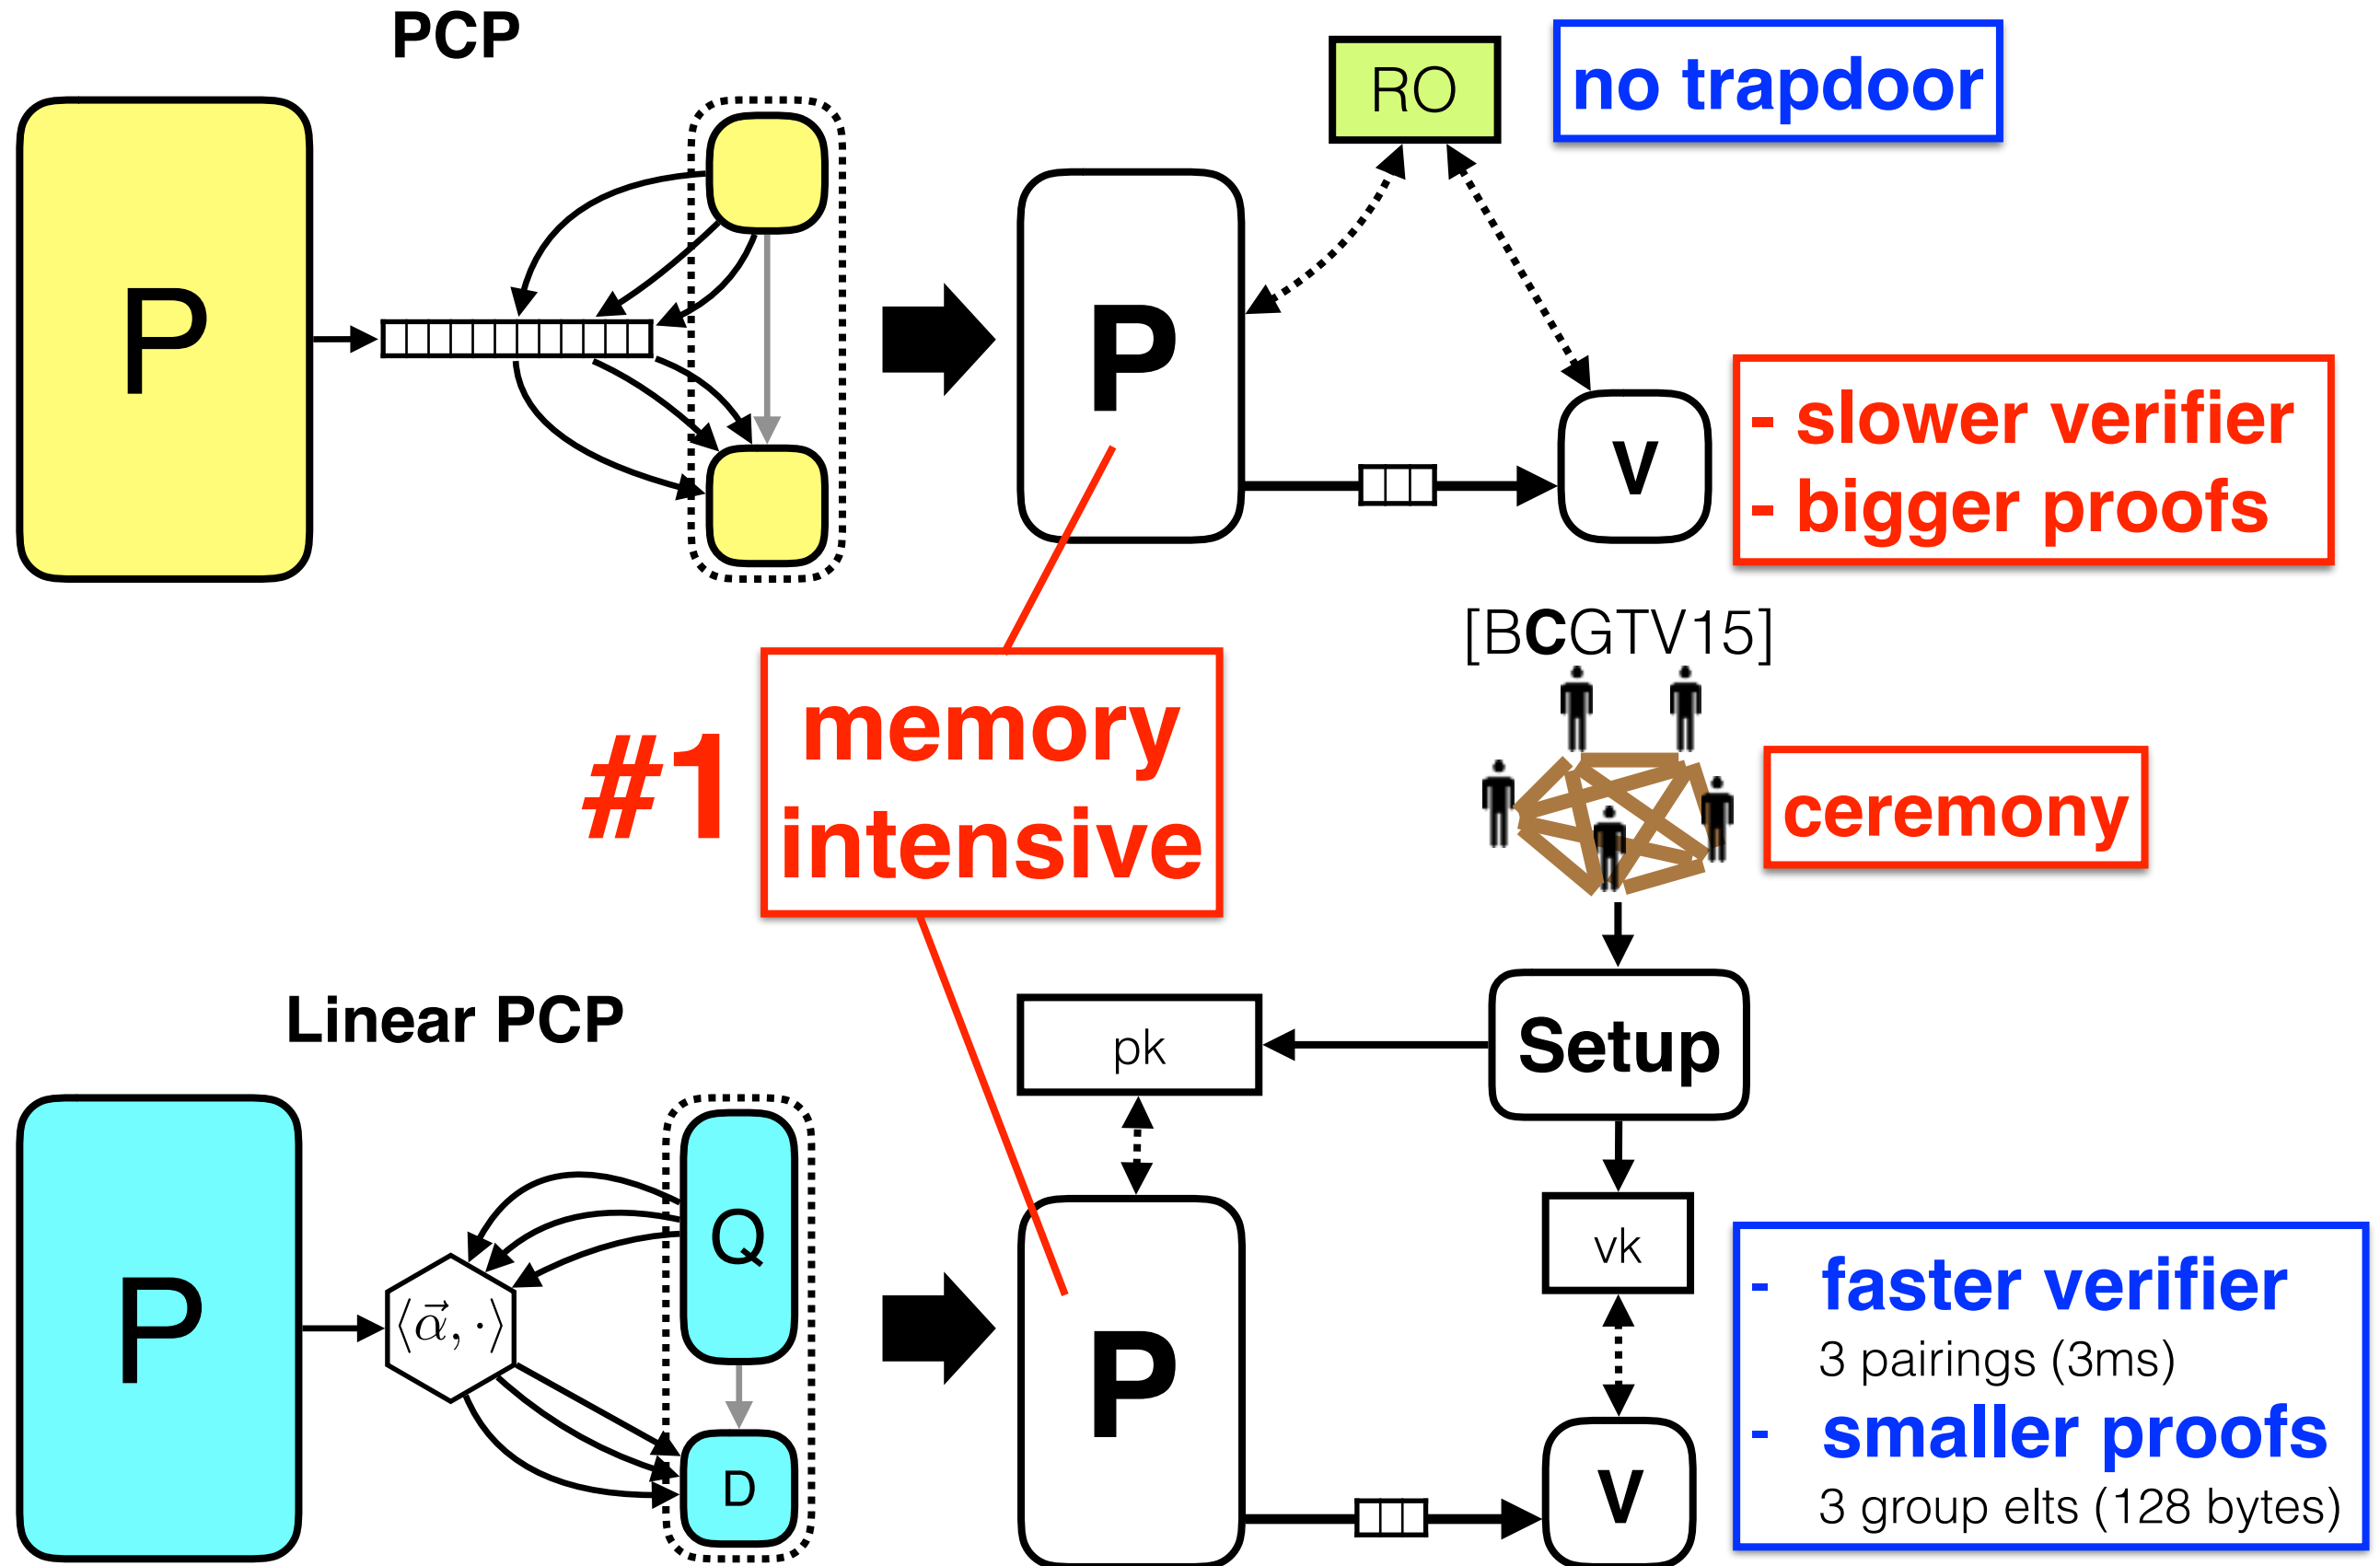 PCP
RO
no trapdoor
P
P
V
- slower verifier
- bigger proofs
[BCGTV15]
#1
memory
intensive
ceremony
Linear PCP
pk
Setup
P
Q
⟨α⃗, ·⟩
D
P
vk
V
- faster verifier
3 pairings (3ms)
- smaller proofs
3 group elts (128 bytes)